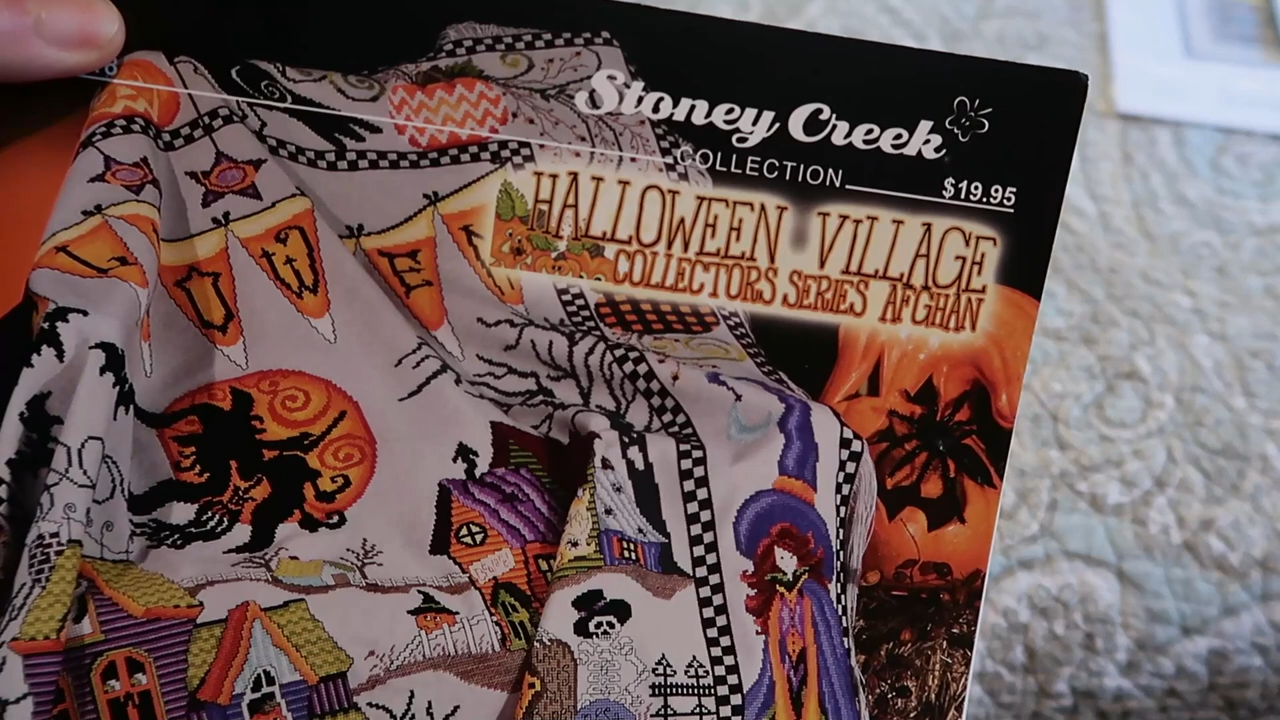 Stoney Creek
COLLECTION
$19.95
HALLOWEEN VILLAGE
COLLECTORS SERIES AFGHAN
L O W E